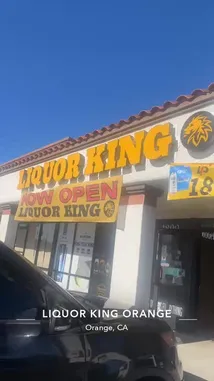 LIQUOR KING
NOW OPEN
LIQUOR KING
18
LIQUOR KING ORANGE
Orange, CA